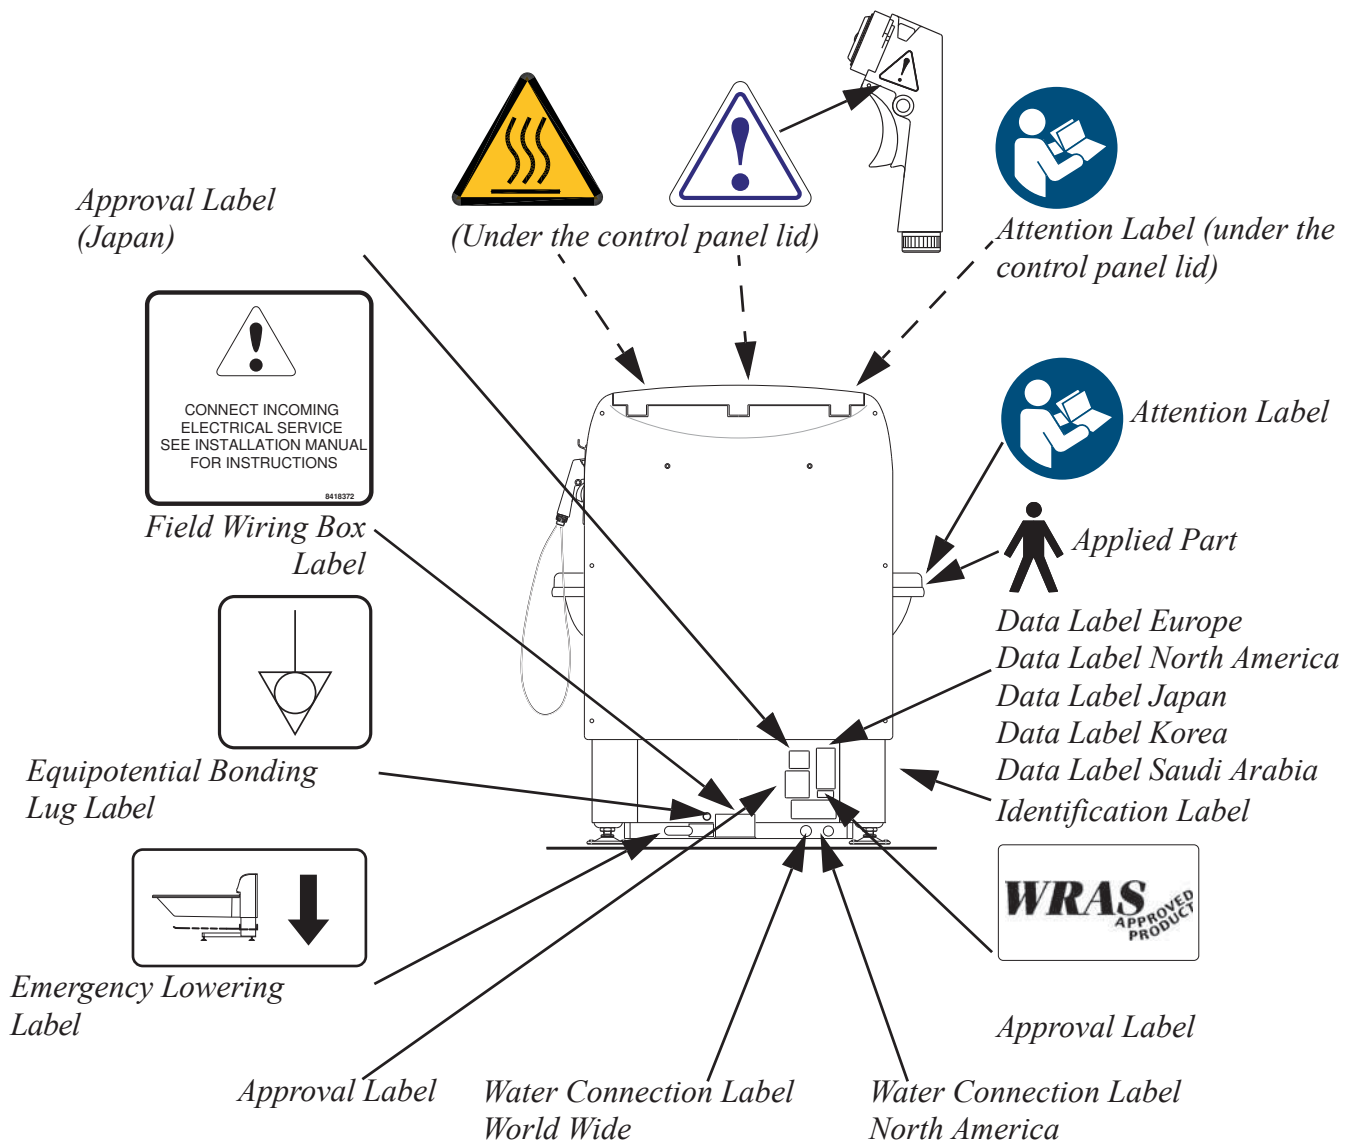 Approval Label
(Japan)
(Under the control panel lid)
Attention Label (under the
control panel lid)
CONNECT INCOMING
ELECTRICAL SERVICE
SEE INSTALLATION MANUAL
FOR INSTRUCTIONS
8418372
Field Wiring Box
Label
Attention Label
Applied Part
Data Label Europe
Data Label North America
Data Label Japan
Data Label Korea
Data Label Saudi Arabia
Identification Label
Equipotential Bonding
Lug Label
WRAS
APPROVED
PRODUCT
Emergency Lowering
Label
Approval Label
Approval Label
Water Connection Label
World Wide
Water Connection Label
North America